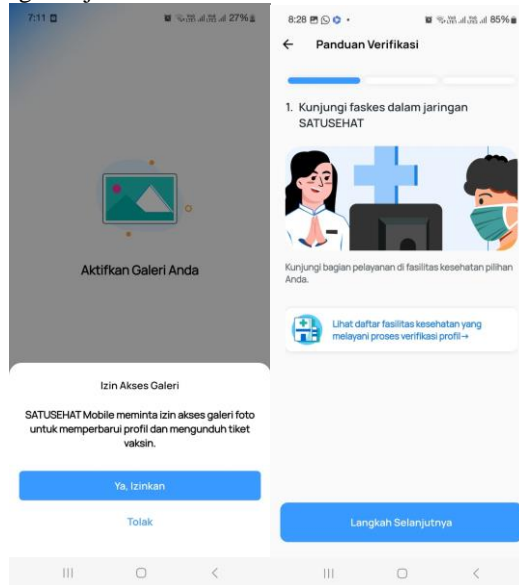 7:11
27%
Aktifkan Galeri Anda
Izin Akses Galeri
SATUSEHAT Mobile meminta izin akses galeri foto
untuk memperbarui profil dan mengunduh tiket
vaksin.
Ya, Izinkan
Tolak
8:28
85%
Panduan Verifikasi
1. Kunjungi faskes dalam jaringan
SATUSEHAT
Kunjungi bagian pelayanan di fasilitas kesehatan pilihan
Anda.
Lihat daftar fasilitas kesehatan yang
melayani proses verifikasi profil→
Langkah Selanjutnya